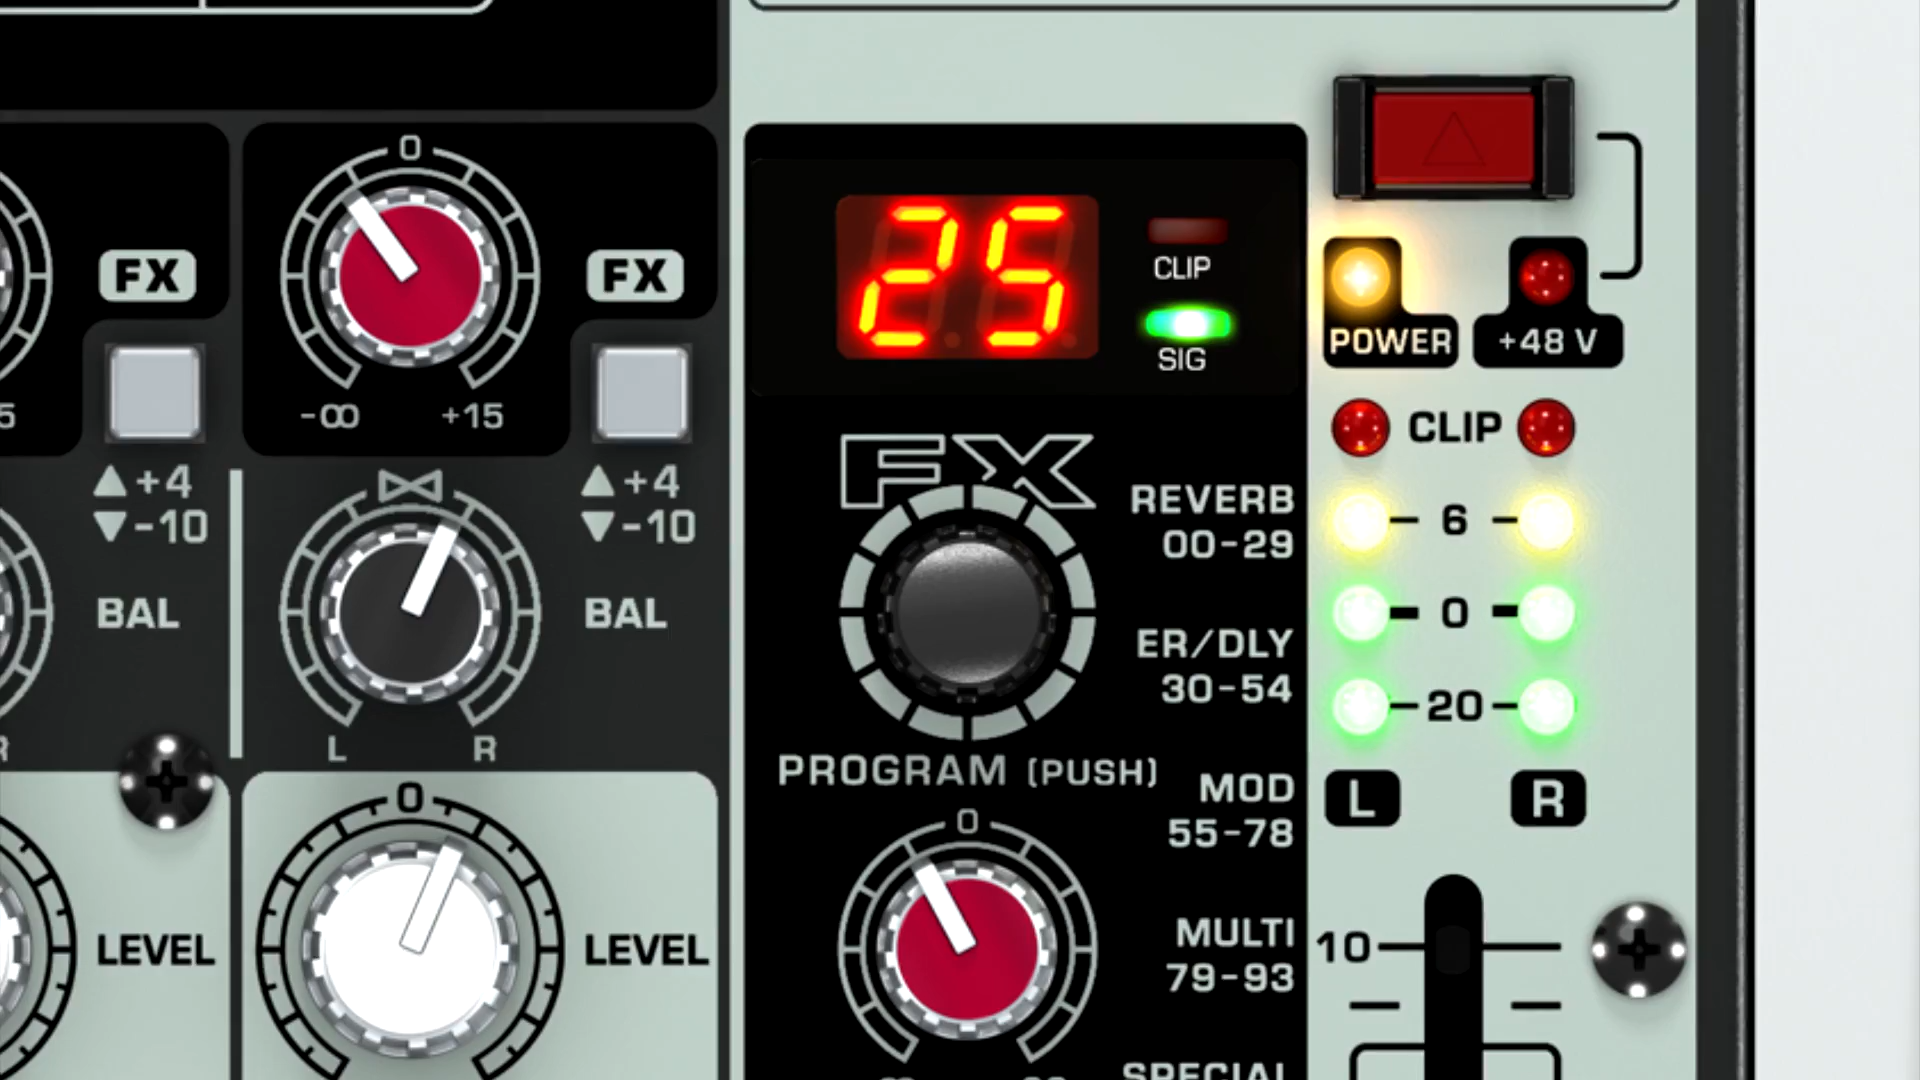 0
FX
FX
5
-∞
+15
▲+4
▼-10
▲+4
▼-10
BAL
BAL
R
L
R
0
LEVEL
LEVEL
25
CLIP
SIG
FX
REVERB
00-29
ER/DLY
30-54
PROGRAM (PUSH)
MOD
55-78
0
MULTI
79-93
SPECIAL
POWER
+48 V
CLIP
6
0
20
L
R
10